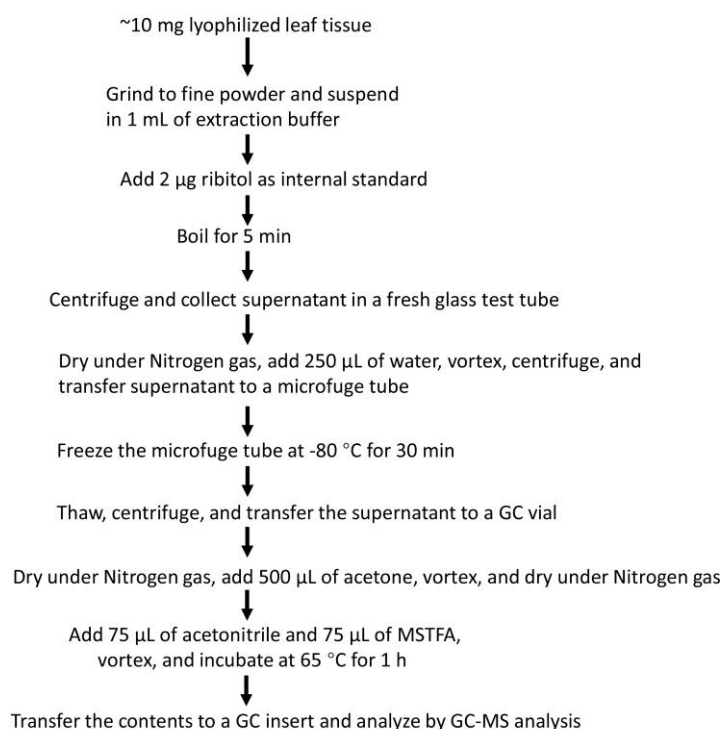 ~10 mg lyophilized leaf tissue
Grind to fine powder and suspend
in 1 mL of extraction buffer
Add 2 µg ribitol as internal standard
Boil for 5 min
Centrifuge and collect supernatant in a fresh glass test tube
Dry under Nitrogen gas, add 250 µL of water, vortex, centrifuge, and
transfer supernatant to a microfuge tube
Freeze the microfuge tube at -80 °C for 30 min
Thaw, centrifuge, and transfer the supernatant to a GC vial
Dry under Nitrogen gas, add 500 µL of acetone, vortex, and dry under Nitrogen gas
Add 75 µL of acetonitrile and 75 µL of MSTFA,
vortex, and incubate at 65 °C for 1 h
Transfer the contents to a GC insert and analyze by GC-MS analysis